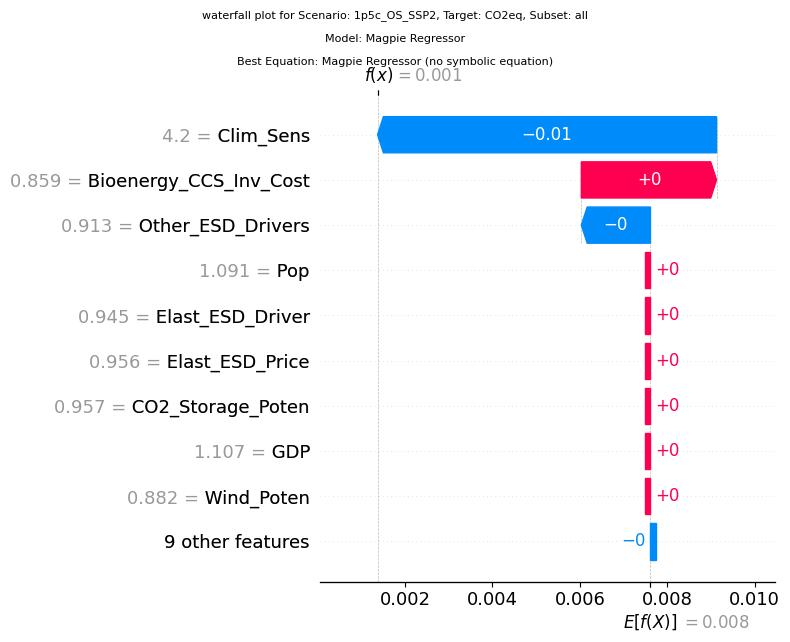 waterfall plot for Scenario: 1p5c_OS_SSP2, Target: CO2eq, Subset: all
Model: Magpie Regressor
Best Equation: Magpie Regressor (no symbolic equation)
f(x) = 0.001
4.2 = Clim_Sens −0.01
0.859 = Bioenergy_CCS_Inv_Cost +0
0.913 = Other_ESD_Drivers −0
1.091 = Pop +0
0.945 = Elast_ESD_Driver +0
0.956 = Elast_ESD_Price +0
0.957 = CO2_Storage_Poten +0
1.107 = GDP +0
0.882 = Wind_Poten +0
9 other features −0
0.002 0.004 0.006 0.008 0.010
E[f(X)] = 0.008